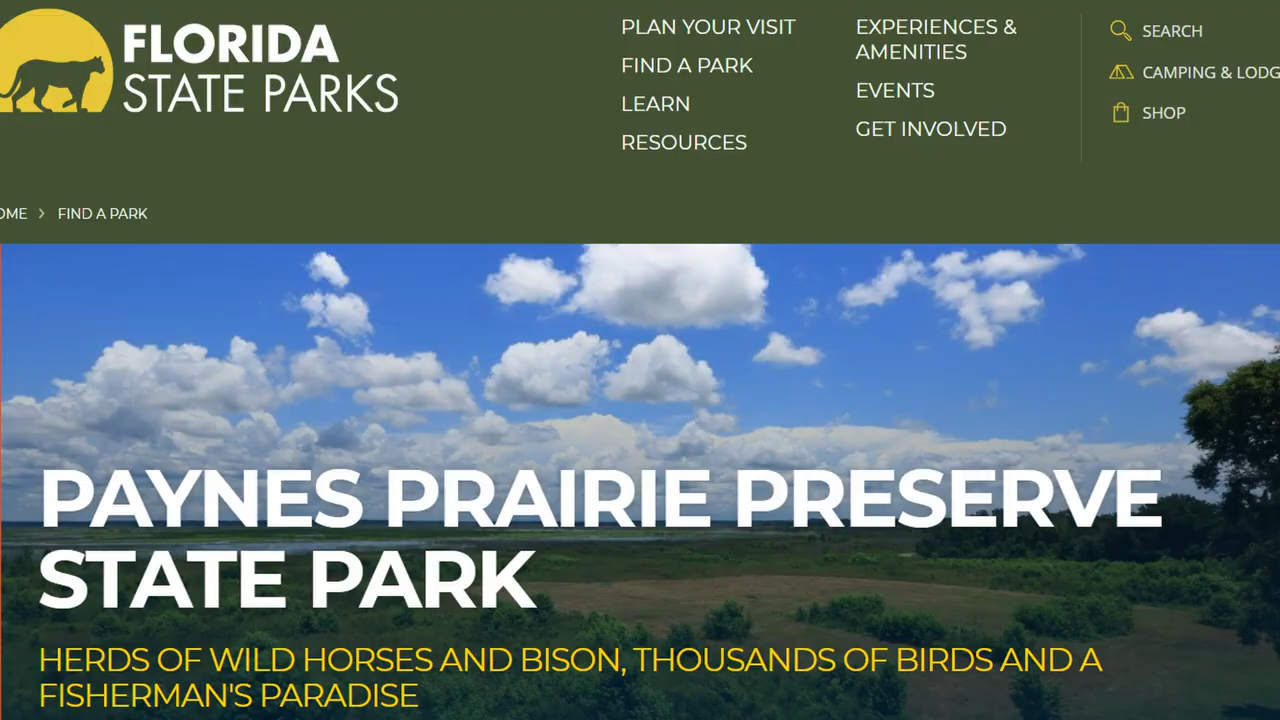 FLORIDA
STATE PARKS
PLAN YOUR VISIT
FIND A PARK
LEARN
RESOURCES
EXPERIENCES &
AMENITIES
EVENTS
GET INVOLVED
SEARCH
CAMPING & LODG
SHOP
OME > FIND A PARK
PAYNES PRAIRIE PRESERVE
STATE PARK
HERDS OF WILD HORSES AND BISON, THOUSANDS OF BIRDS AND A
FISHERMAN'S PARADISE